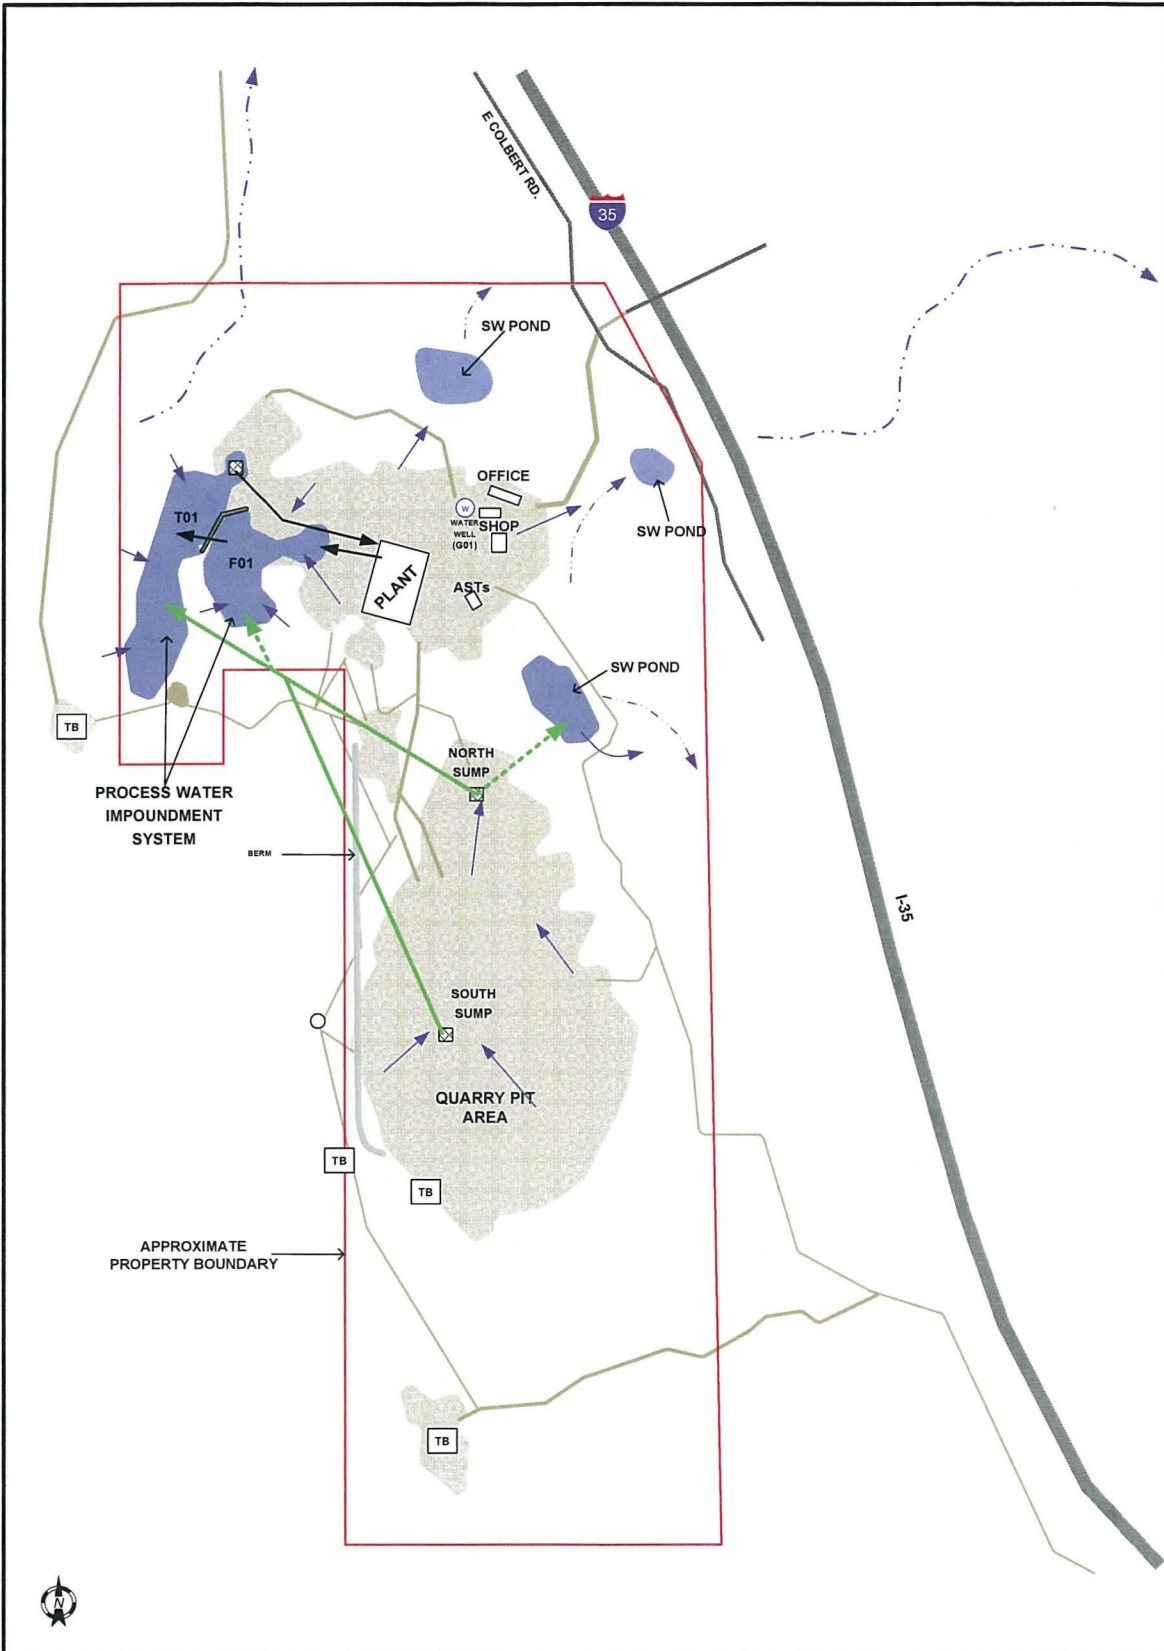 E COLBERT RD.
35
SW POND
OFFICE
W
WATER
WELL
(G01)
SHOP
T01
F01
PLANT
ASTs
SW POND
SW POND
TB
NORTH
SUMP
PROCESS WATER
IMPOUNDMENT
SYSTEM
BERM
I-35
SOUTH
SUMP
QUARRY PIT
AREA
TB
TB
APPROXIMATE
PROPERTY BOUNDARY
TB
N